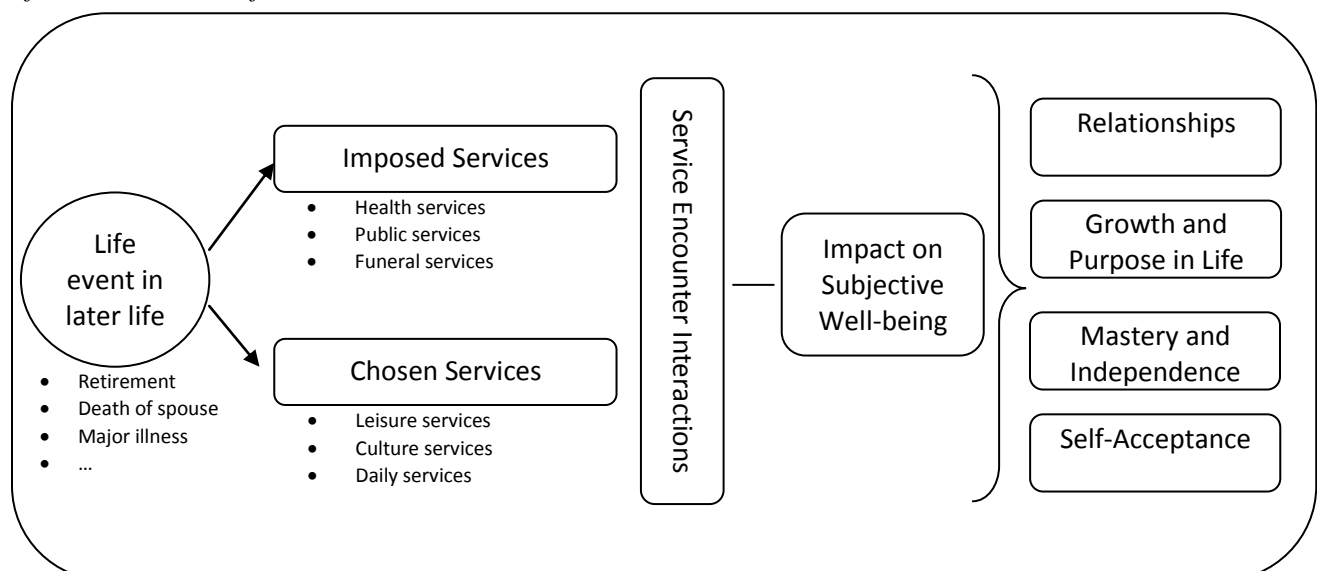 Life
event in
later life
• Retirement
• Death of spouse
• Major illness
• …
Imposed Services
• Health services
• Public services
• Funeral services
Chosen Services
• Leisure services
• Culture services
• Daily services
Service Encounter Interactions
Impact on
Subjective
Well-being
Relationships
Growth and
Purpose in Life
Mastery and
Independence
Self-Acceptance